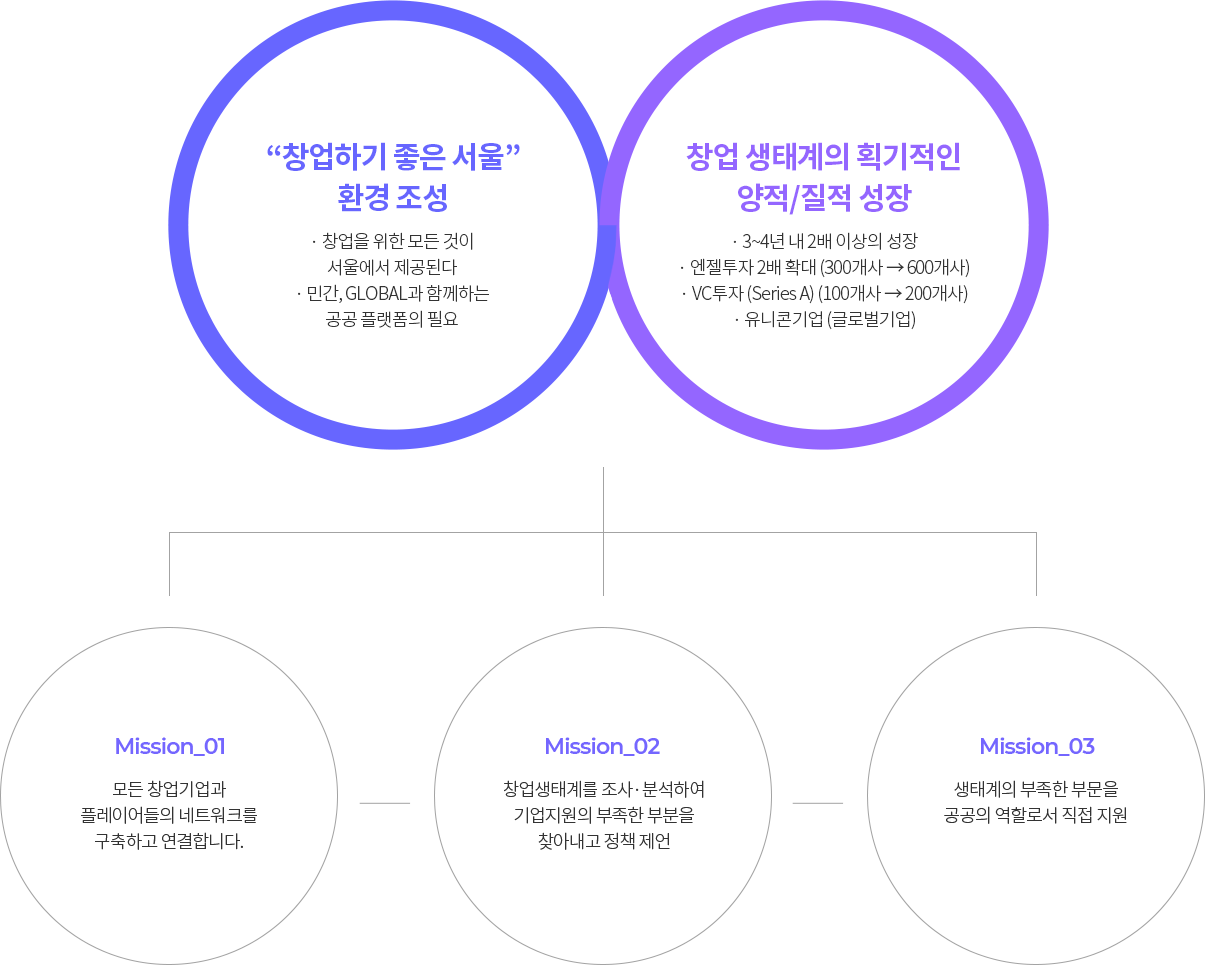 “창업하기 좋은 서울”
환경 조성
· 창업을 위한 모든 것이
서울에서 제공된다
· 민간, GLOBAL과 함께하는
공공 플랫폼의 필요
창업 생태계의 획기적인
양적/질적 성장
· 3~4년 내 2배 이상의 성장
· 엔젤투자 2배 확대 (300개사 → 600개사)
· VC투자 (Series A) (100개사 → 200개사)
· 유니콘기업 (글로벌기업)
Mission_01
모든 창업기업과
플레이어들의 네트워크를
구축하고 연결합니다.
Mission_02
창업생태계를 조사·분석하여
기업지원의 부족한 부분을
찾아내고 정책 제언
Mission_03
생태계의 부족한 부문을
공공의 역할로서 직접 지원